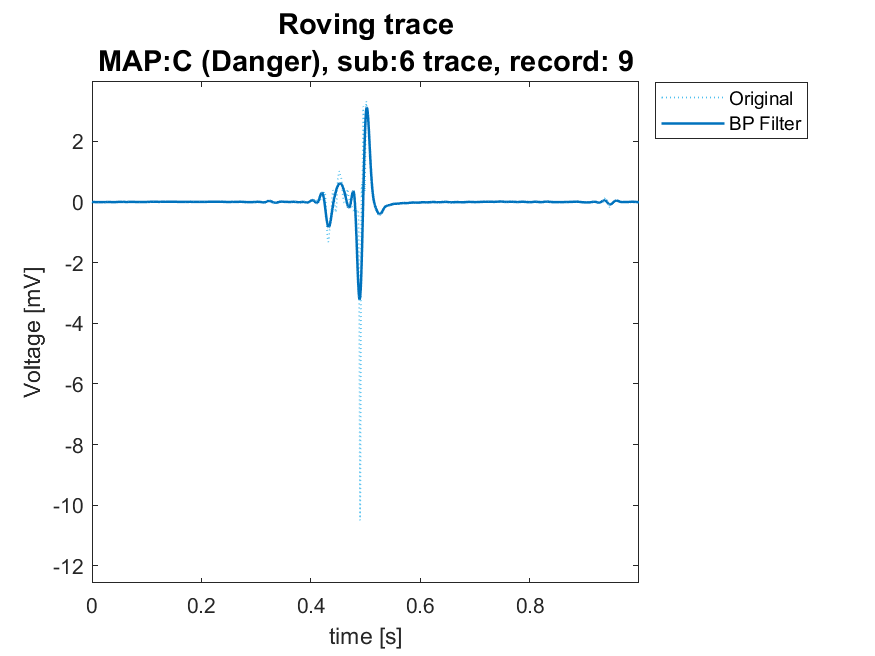 Roving trace
MAP:C (Danger), sub:6 trace, record: 9
Original
BP Filter
Voltage [mV]
2
0
-2
-4
-6
-8
-10
-12
0
0.2
0.4
0.6
0.8
time [s]